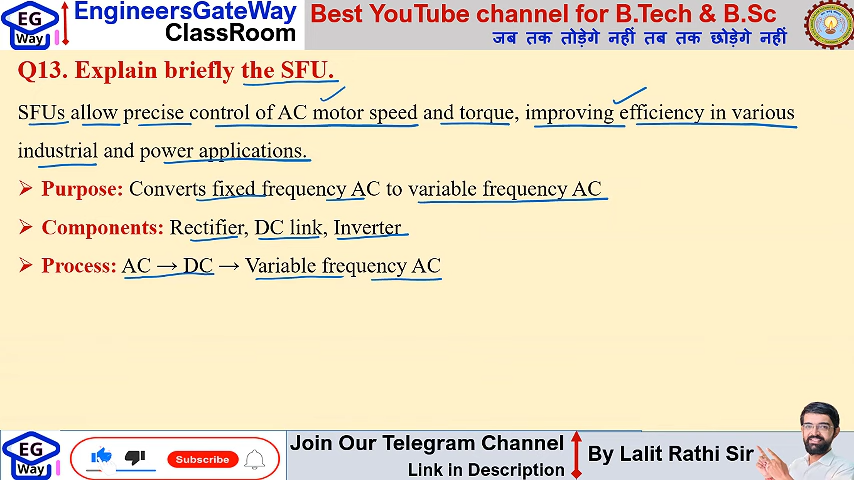 EG
Way
EngineersGateWay
ClassRoom
Best YouTube channel for B.Tech & B.Sc
जब तक तोड़ेगे नहीं तब तक छोड़ेगे नहीं
Q13. Explain briefly the SFU.
SFUs allow precise control of AC motor speed and torque, improving efficiency in various
industrial and power applications.
➢ Purpose: Converts fixed frequency AC to variable frequency AC
➢ Components: Rectifier, DC link, Inverter
➢ Process: AC → DC → Variable frequency AC
EG
Way
Subscribe
Join Our Telegram Channel
Link in Description
By Lalit Rathi Sir